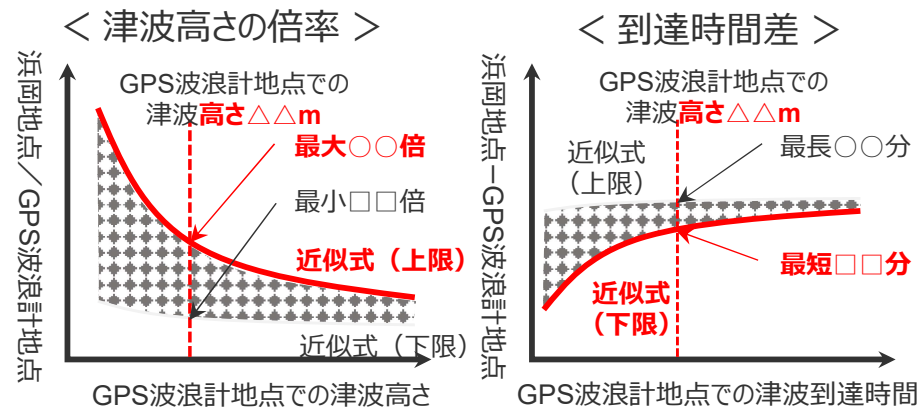 ＜ 津波高さの倍率 ＞
浜岡地点／GPS波浪計地点
GPS波浪計地点での
津波高さ△△m
最大○○倍
最小□□倍
近似式（上限）
近似式（下限）
GPS波浪計地点での津波高さ
＜ 到達時間差 ＞
浜岡地点－GPS波浪計地点
GPS波浪計地点での
津波高さ△△m
近似式
（上限）
最長○○分
最短□□分
近似式
（下限）
GPS波浪計地点での津波到達時間